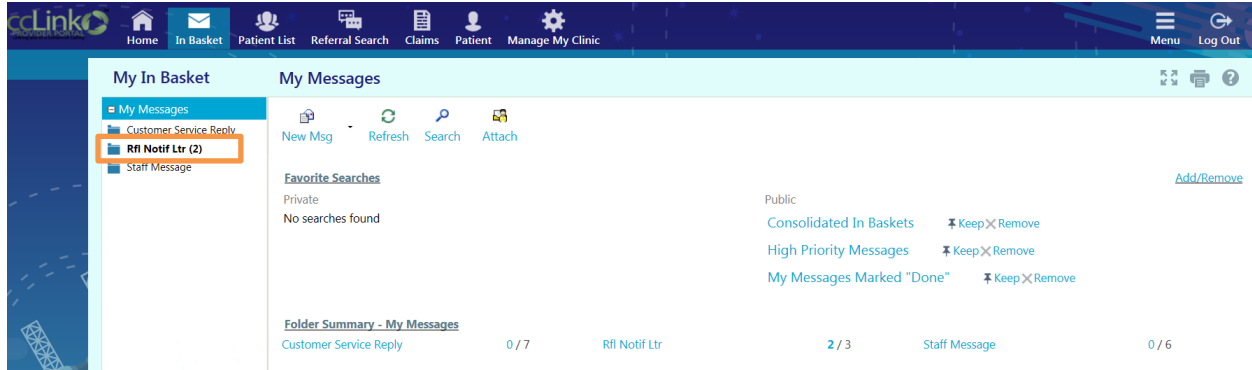 ccLink
PROVIDER PORTAL
Home In Basket Patient List Referral Search Claims Patient Manage My Clinic Menu Log Out
My In Basket
My Messages
Customer Service Reply
Rfl Notif Ltr (2)
Staff Message
My Messages
New Msg Refresh Search Attach
Favorite Searches Add/Remove
Private Public
No searches found
Consolidated In Baskets Keep Remove
High Priority Messages Keep Remove
My Messages Marked "Done" Keep Remove
Folder Summary - My Messages
Customer Service Reply 0 / 7 Rfl Notif Ltr 2 / 3 Staff Message 0 / 6